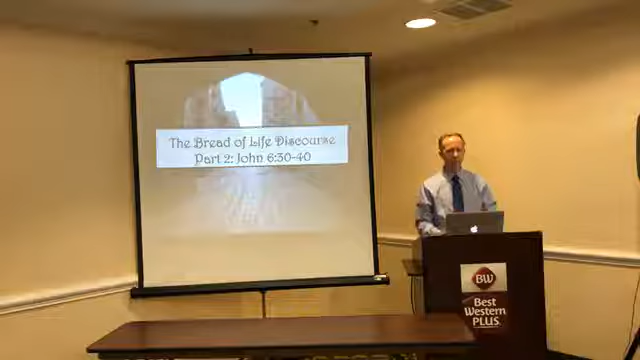 The Bread of Life Discourse
Part 2: John 6:30-40
BW
Best
Western
PLUS